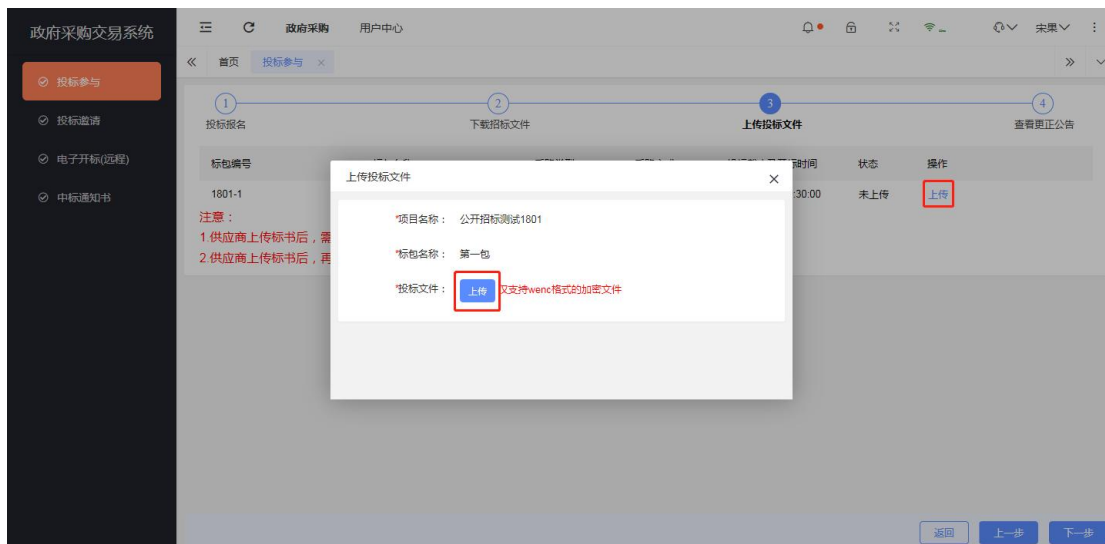 政府采购交易系统
政府采购 用户中心
宋果
首页 投标参与 ×
投标参与
投标邀请
电子开标(远程)
中标通知书
1 2 3 4
投标报名 下载招标文件 上传投标文件 查看更正公告
标包编号 时间 状态 操作
1801-1 :30:00 未上传 上传
注意：
1.供应商上传标书后，需
2.供应商上传标书后，再
上传投标文件 ×
*项目名称： 公开招标测试1801
*标包名称： 第一包
*投标文件： 上传 仅支持wenc格式的加密文件
返回 上一步 下一步